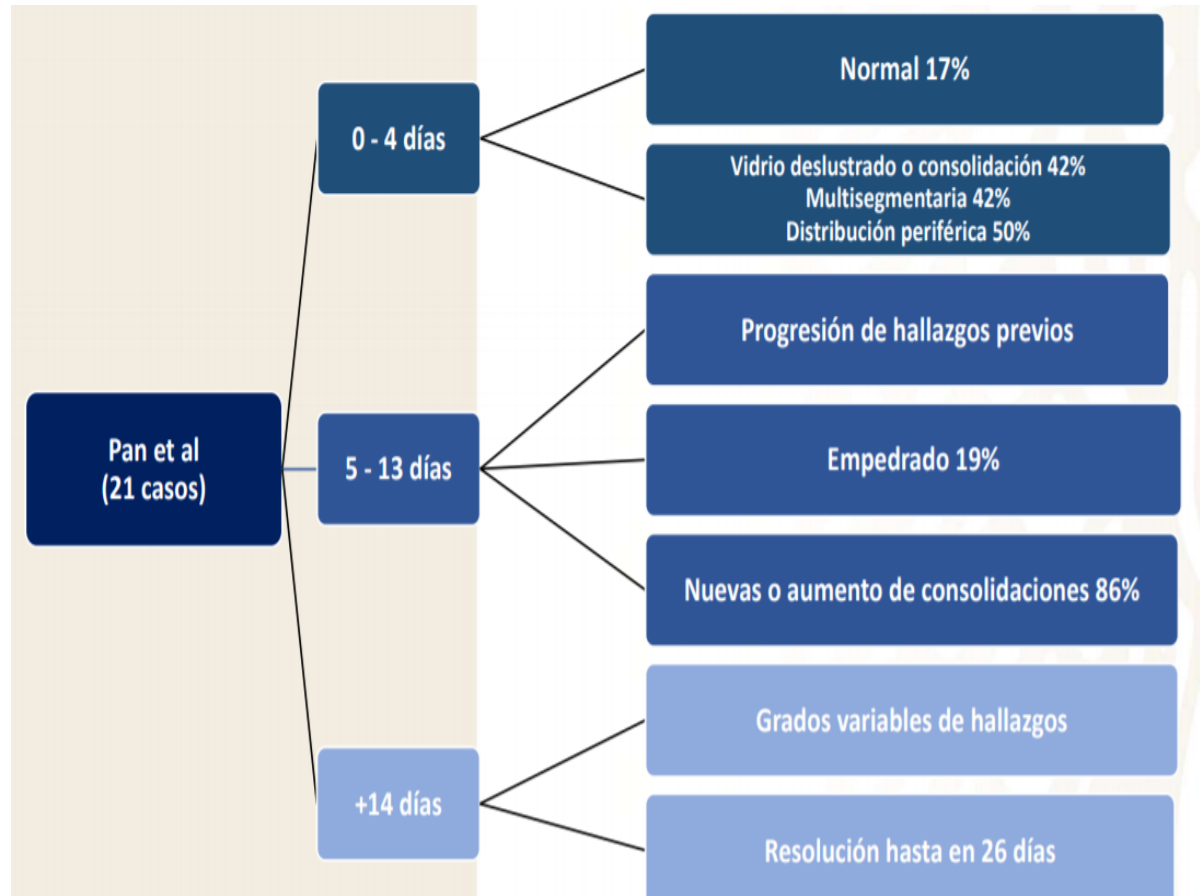 Pan et al
(21 casos)
0 - 4 días
Normal 17%
Vidrio deslustrado o consolidación 42%
Multisegmentaria 42%
Distribución periférica 50%
5 - 13 días
Progresión de hallazgos previos
Empedrado 19%
Nuevas o aumento de consolidaciones 86%
+14 días
Grados variables de hallazgos
Resolución hasta en 26 días